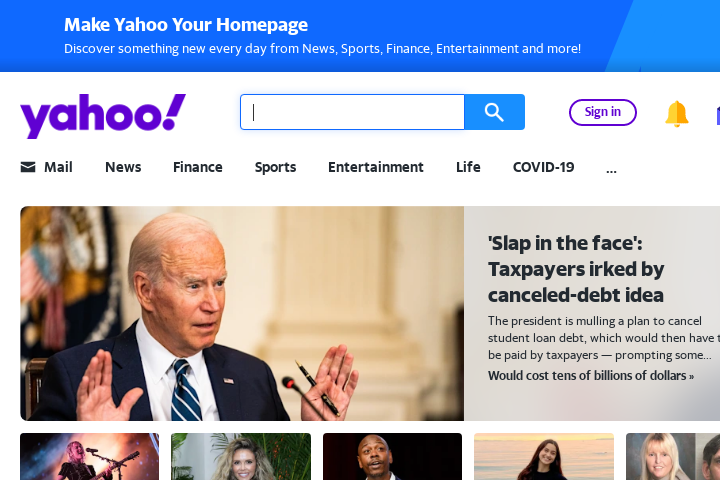 Make Yahoo Your Homepage
Discover something new every day from News, Sports, Finance, Entertainment and more!
yahoo!
Sign in
Mail
News
Finance
Sports
Entertainment
Life
COVID-19
...
'Slap in the face':
Taxpayers irked by
canceled-debt idea
The president is mulling a plan to cancel
student loan debt, which would then have
be paid by taxpayers — prompting some...
Would cost tens of billions of dollars »